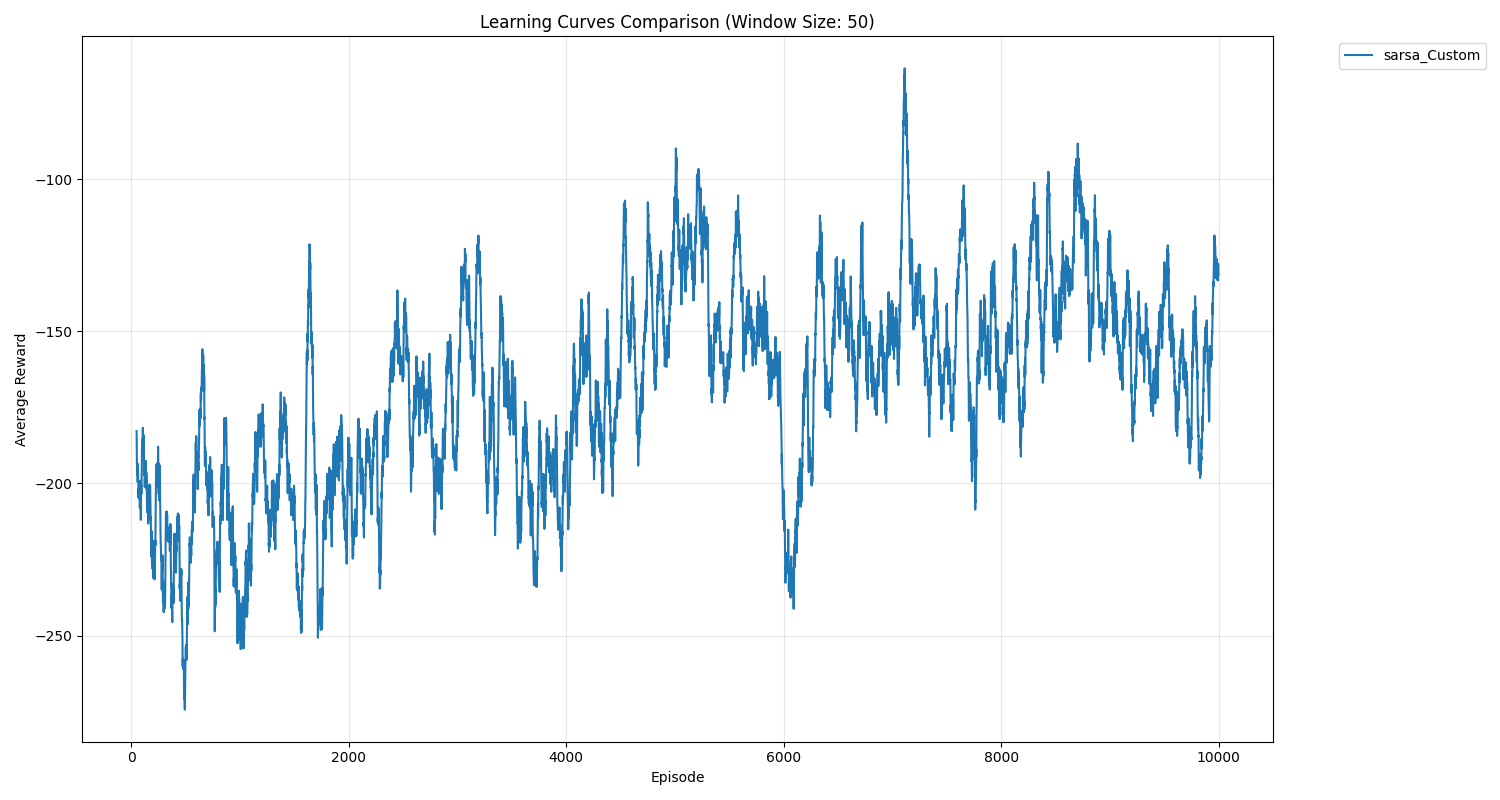 Learning Curves Comparison (Window Size: 50)
sarsa_Custom
Average Reward
−100
−150
−200
−250
0
2000
4000
6000
8000
10000
Episode